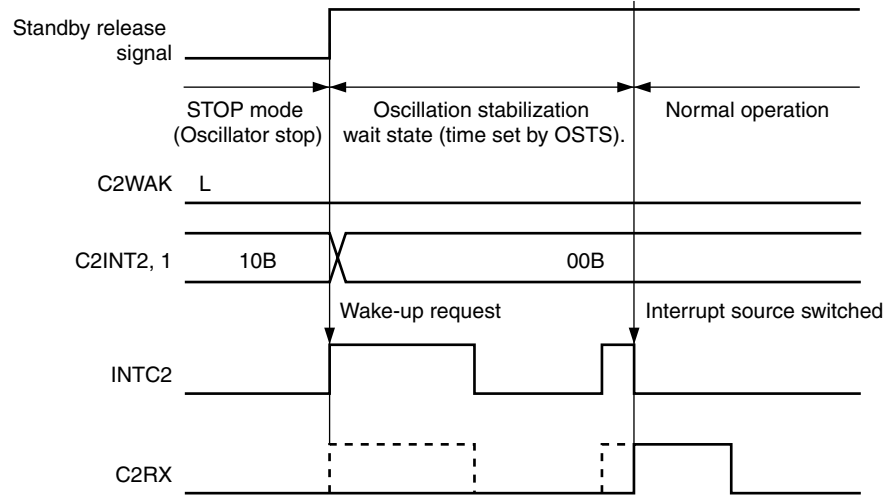 Standby release
signal
STOP mode
(Oscillator stop)
Oscillation stabilization
wait state (time set by OSTS).
Normal operation
C2WAK
L
C2INT2, 1
10B
00B
Wake-up request
Interrupt source switched
INTC2
C2RX